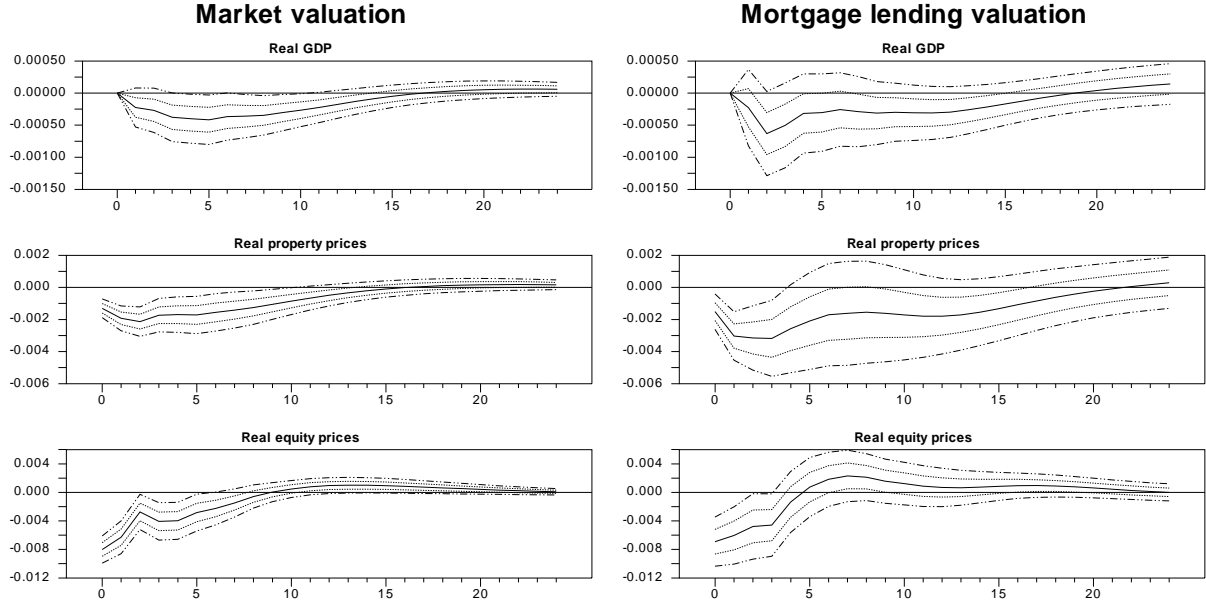 Market valuation
Mortgage lending valuation
Real GDP
0.00050
0.00000
-0.00050
-0.00100
-0.00150
0 5 10 15 20
Real GDP
0.00050
0.00000
-0.00050
-0.00100
-0.00150
0 5 10 15 20
Real property prices
0.002
0.000
-0.002
-0.004
-0.006
0 5 10 15 20
Real property prices
0.002
0.000
-0.002
-0.004
-0.006
0 5 10 15 20
Real equity prices
0.004
0.000
-0.004
-0.008
-0.012
0 5 10 15 20
Real equity prices
0.004
0.000
-0.004
-0.008
-0.012
0 5 10 15 20